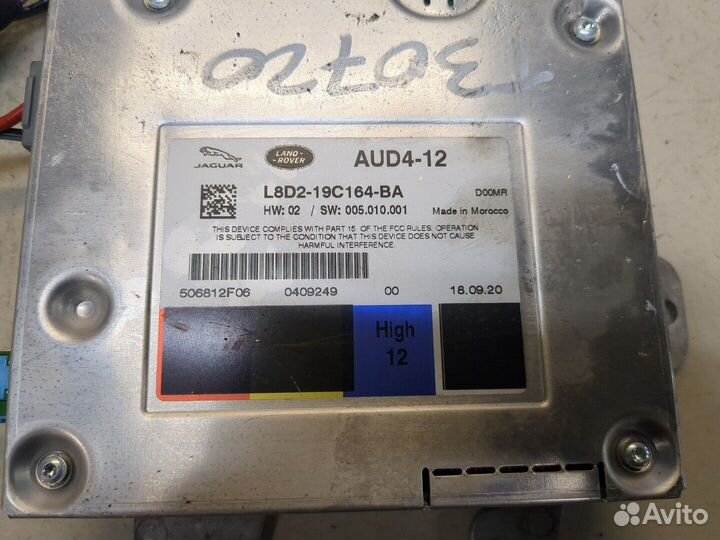 T30720
JAGUAR
LAND-
ROVER
AUD4-12
L8D2-19C164-BA
D00MR
HW: 02 / SW: 005.010.001
Made in Morocco
THIS DEVICE COMPLIES WITH PART 15 OF THE FCC RULES. OPERATION
IS SUBJECT TO THE CONDITION THAT THIS DEVICE DOES NOT CAUSE
HARMFUL INTERFERENCE.
506812F06 0409249 00 18.09.20
High
12
Avito